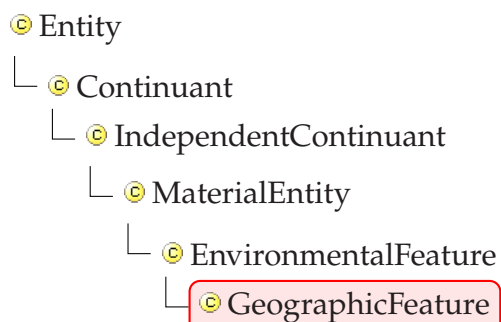 © Entity
© Continuant
© IndependentContinuant
© MaterialEntity
© EnvironmentalFeature
© GeographicFeature